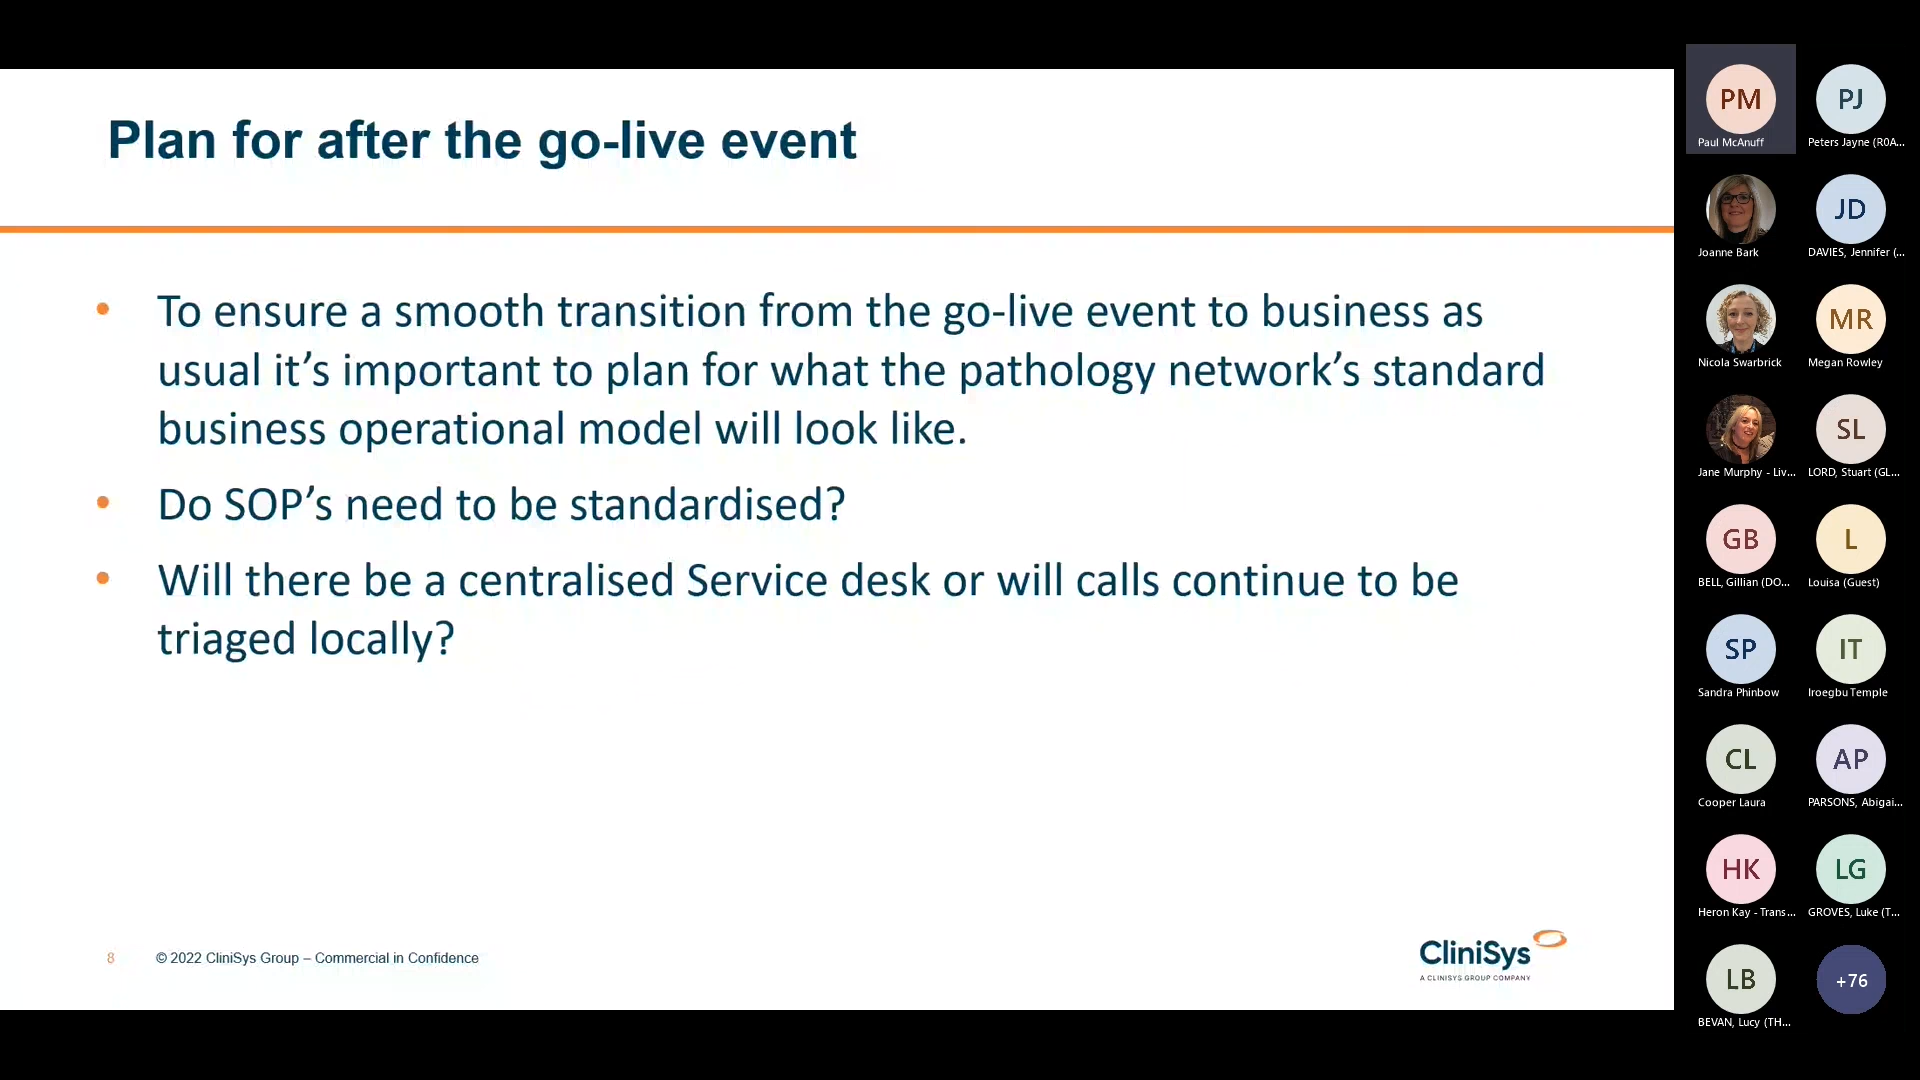 Plan for after the go-live event
• To ensure a smooth transition from the go-live event to business as
usual it’s important to plan for what the pathology network’s standard
business operational model will look like.
• Do SOP’s need to be standardised?
• Will there be a centralised Service desk or will calls continue to be
triaged locally?
8 © 2022 CliniSys Group – Commercial in Confidence
CliniSys
A CLINISYS GROUP COMPANY
PM PJ
Paul McAnuff Peters Jayne (R0A...
JD
Joanne Bark DAVIES, Jennifer (...
MR
Nicola Swarbrick Megan Rowley
SL
Jane Murphy - Liv... LORD, Stuart (GL...
GB L
BELL, Gillian (DO... Louisa (Guest)
SP IT
Sandra Phinbow Iroegbu Temple
CL AP
Cooper Laura PARSONS, Abigai...
HK LG
Heron Kay - Trans... GROVES, Luke (T...
LB +76
BEVAN, Lucy (TH...